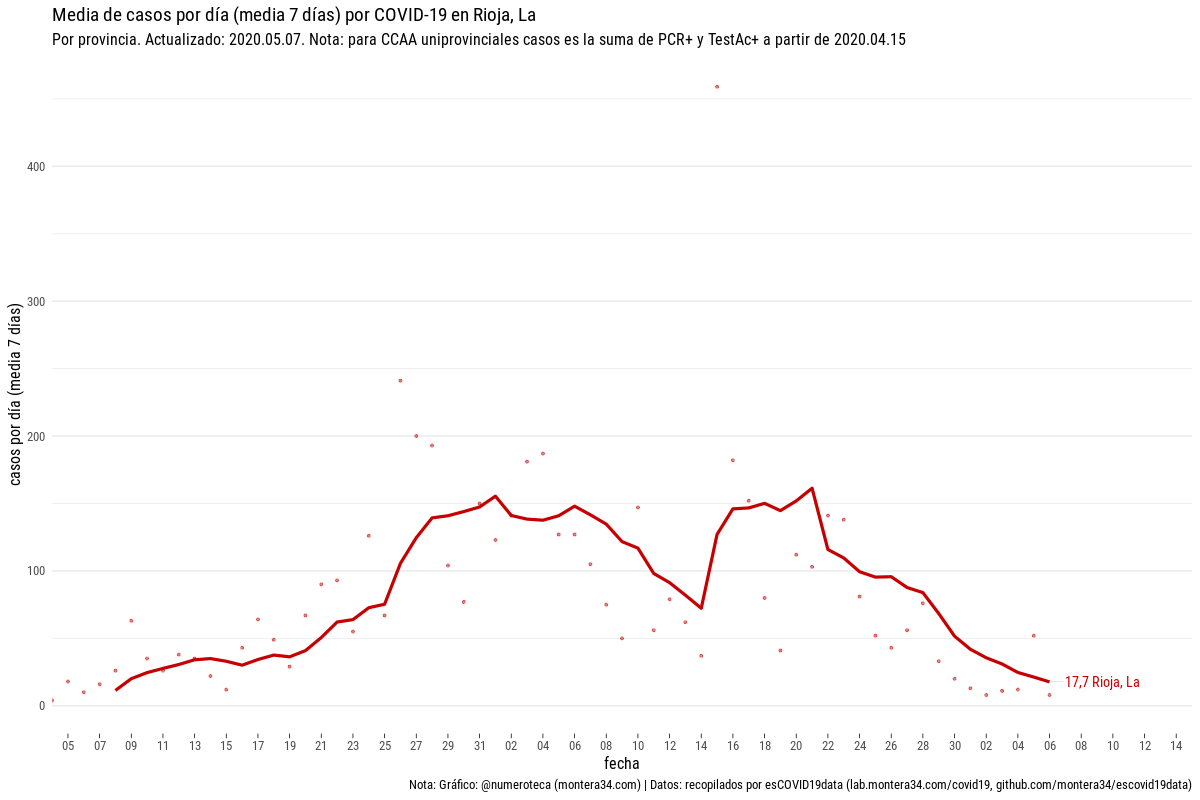 Media de casos por día (media 7 días) por COVID-19 en Rioja, La
Por provincia. Actualizado: 2020.05.07. Nota: para CCAA uniprovinciales casos es la suma de PCR+ y TestAc+ a partir de 2020.04.15
casos por día (media 7 días)
400
300
200
100
0
17,7 Rioja, La
05 07 09 11 13 15 17 19 21 23 25 27 29 31 02 04 06 08 10 12 14 16 18 20 22 24 26 28 30 02 04 06 08 10 12 14
fecha
Nota: Gráfico: @numeroteca (montera34.com) | Datos: recopilados por esCOVID19data (lab.montera34.com/covid19, github.com/montera34/escovid19data)